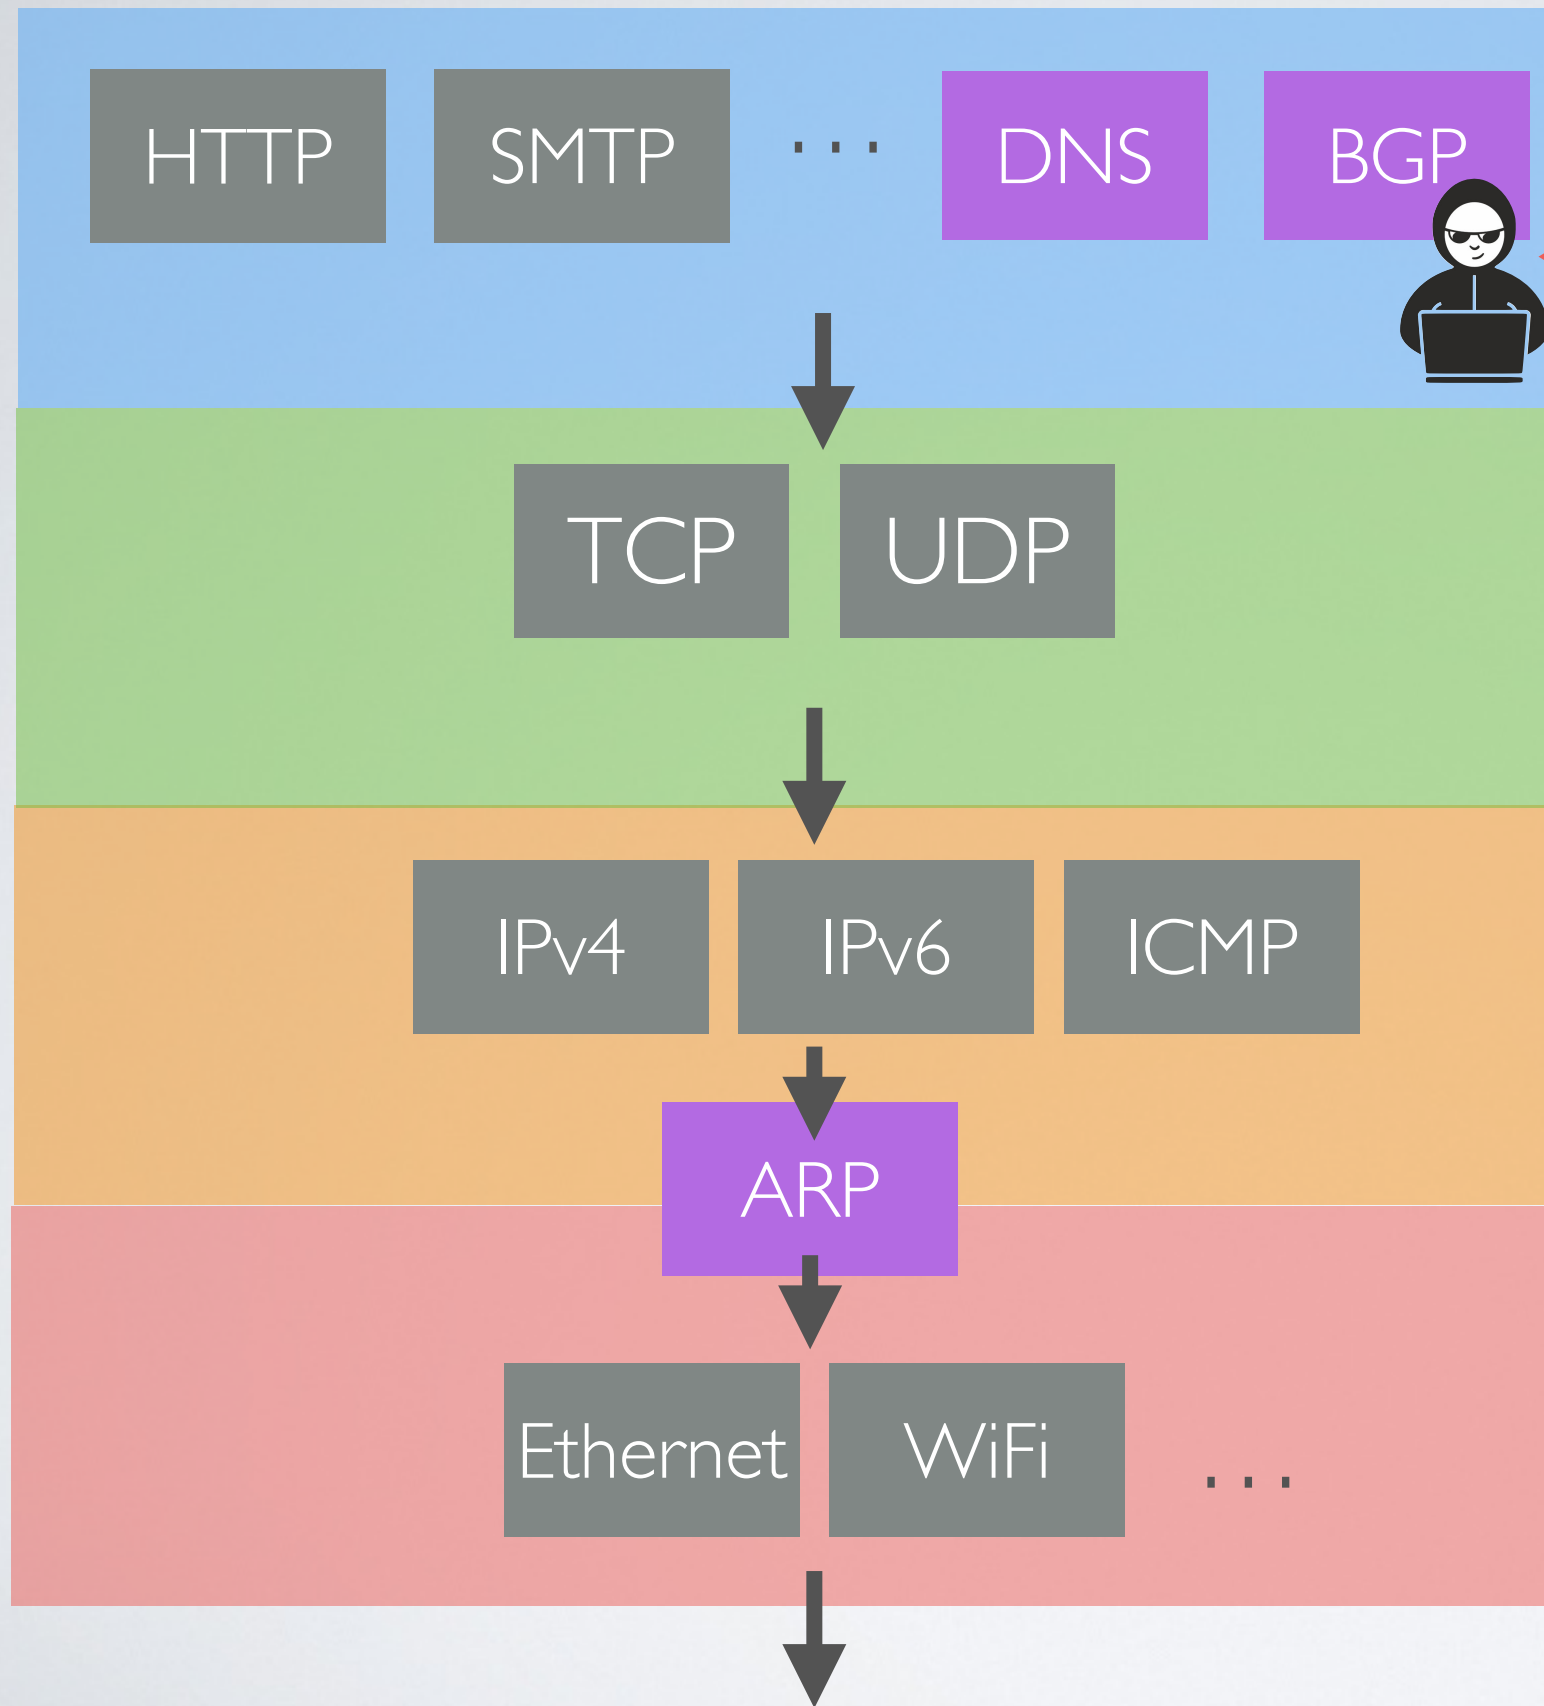 HTTP SMTP ... DNS BGP
TCP UDP
IPv4 IPv6 ICMP
ARP
Ethernet WiFi ...